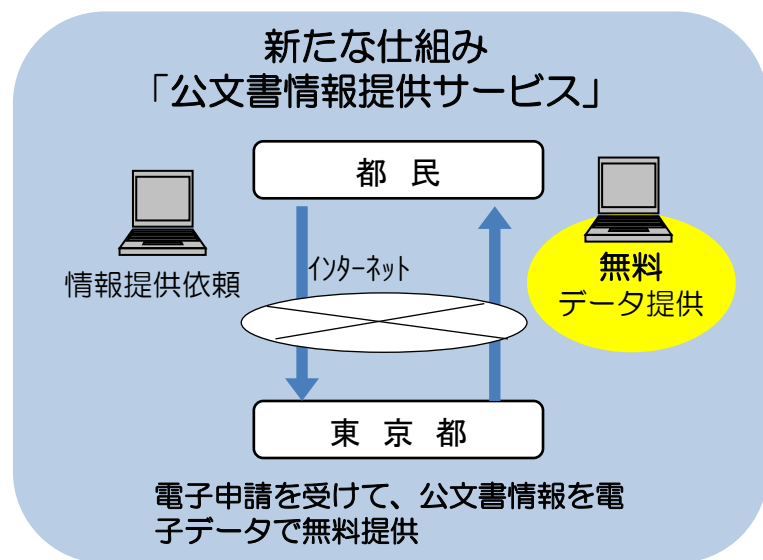 新たな仕組み
「公文書情報提供サービス」
都 民
情報提供依頼
ｲﾝﾀｰﾈｯﾄ
無料
データ提供
東 京 都
電子申請を受けて、公文書情報を電
子データで無料提供